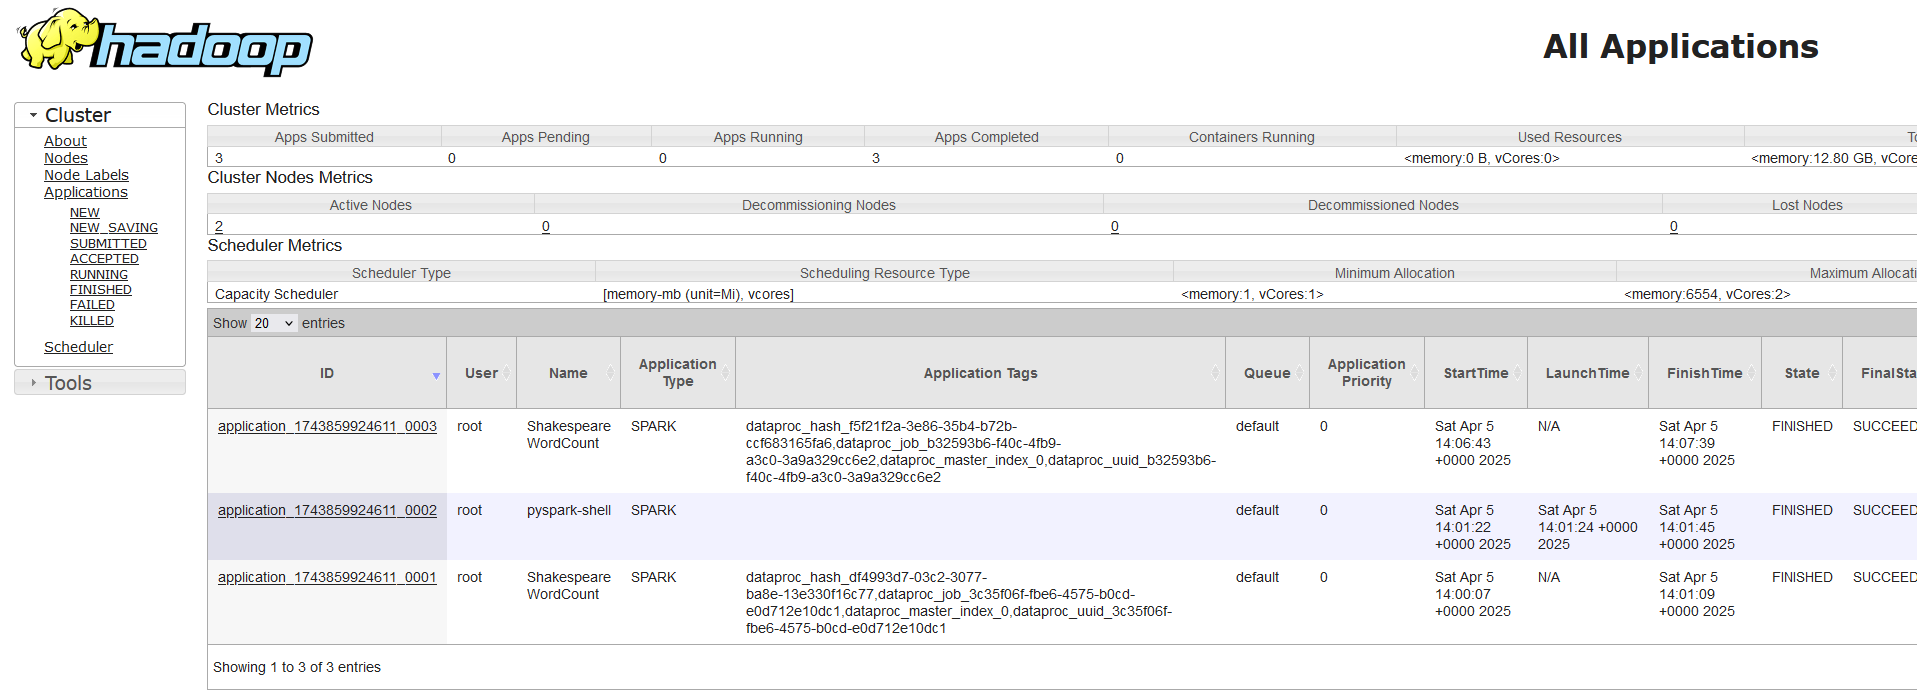 hadoop
All Applications
Cluster
About
Nodes
Node Labels
Applications
NEW
NEW_SAVING
SUBMITTED
ACCEPTED
RUNNING
FINISHED
FAILED
KILLED
Scheduler
Tools
Cluster Metrics
Apps Submitted Apps Pending Apps Running Apps Completed Containers Running Used Resources To
3 0 0 3 0 <memory:0 B, vCores:0> <memory:12.80 GB, vCore
Cluster Nodes Metrics
Active Nodes Decommissioning Nodes Decommissioned Nodes Lost Nodes
2 0 0 0
Scheduler Metrics
Scheduler Type Scheduling Resource Type Minimum Allocation Maximum Allocati
Capacity Scheduler [memory-mb (unit=Mi), vcores] <memory:1, vCores:1> <memory:6554, vCores:2>
Show 20 entries
ID User Name Application Type Application Tags Queue Application Priority StartTime LaunchTime FinishTime State FinalSta
application_1743859924611_0003 root Shakespeare SPARK dataproc_hash_f5f21f2a-3e86-35b4-b72b- default 0 Sat Apr 5 N/A Sat Apr 5 FINISHED SUCCEED
WordCount ccf683165fa6,dataproc_job_b32593b6-f40c-4fb9- 14:06:43 14:07:39
a3c0-3a9a329cc6e2,dataproc_master_index_0,dataproc_uuid_b32593b6- +0000 2025 +0000 2025
f40c-4fb9-a3c0-3a9a329cc6e2
application_1743859924611_0002 root pyspark-shell SPARK default 0 Sat Apr 5 Sat Apr 5 Sat Apr 5 FINISHED SUCCEED
14:01:22 14:01:24 +0000 14:01:45
+0000 2025 2025 +0000 2025
application_1743859924611_0001 root Shakespeare SPARK dataproc_hash_df4993d7-03c2-3077- default 0 Sat Apr 5 N/A Sat Apr 5 FINISHED SUCCEED
WordCount ba8e-13e330f16c77,dataproc_job_3c35f06f-fbe6-4575-b0cd- 14:00:07 14:01:09
e0d712e10dc1,dataproc_master_index_0,dataproc_uuid_3c35f06f- +0000 2025 +0000 2025
fbe6-4575-b0cd-e0d712e10dc1
Showing 1 to 3 of 3 entries